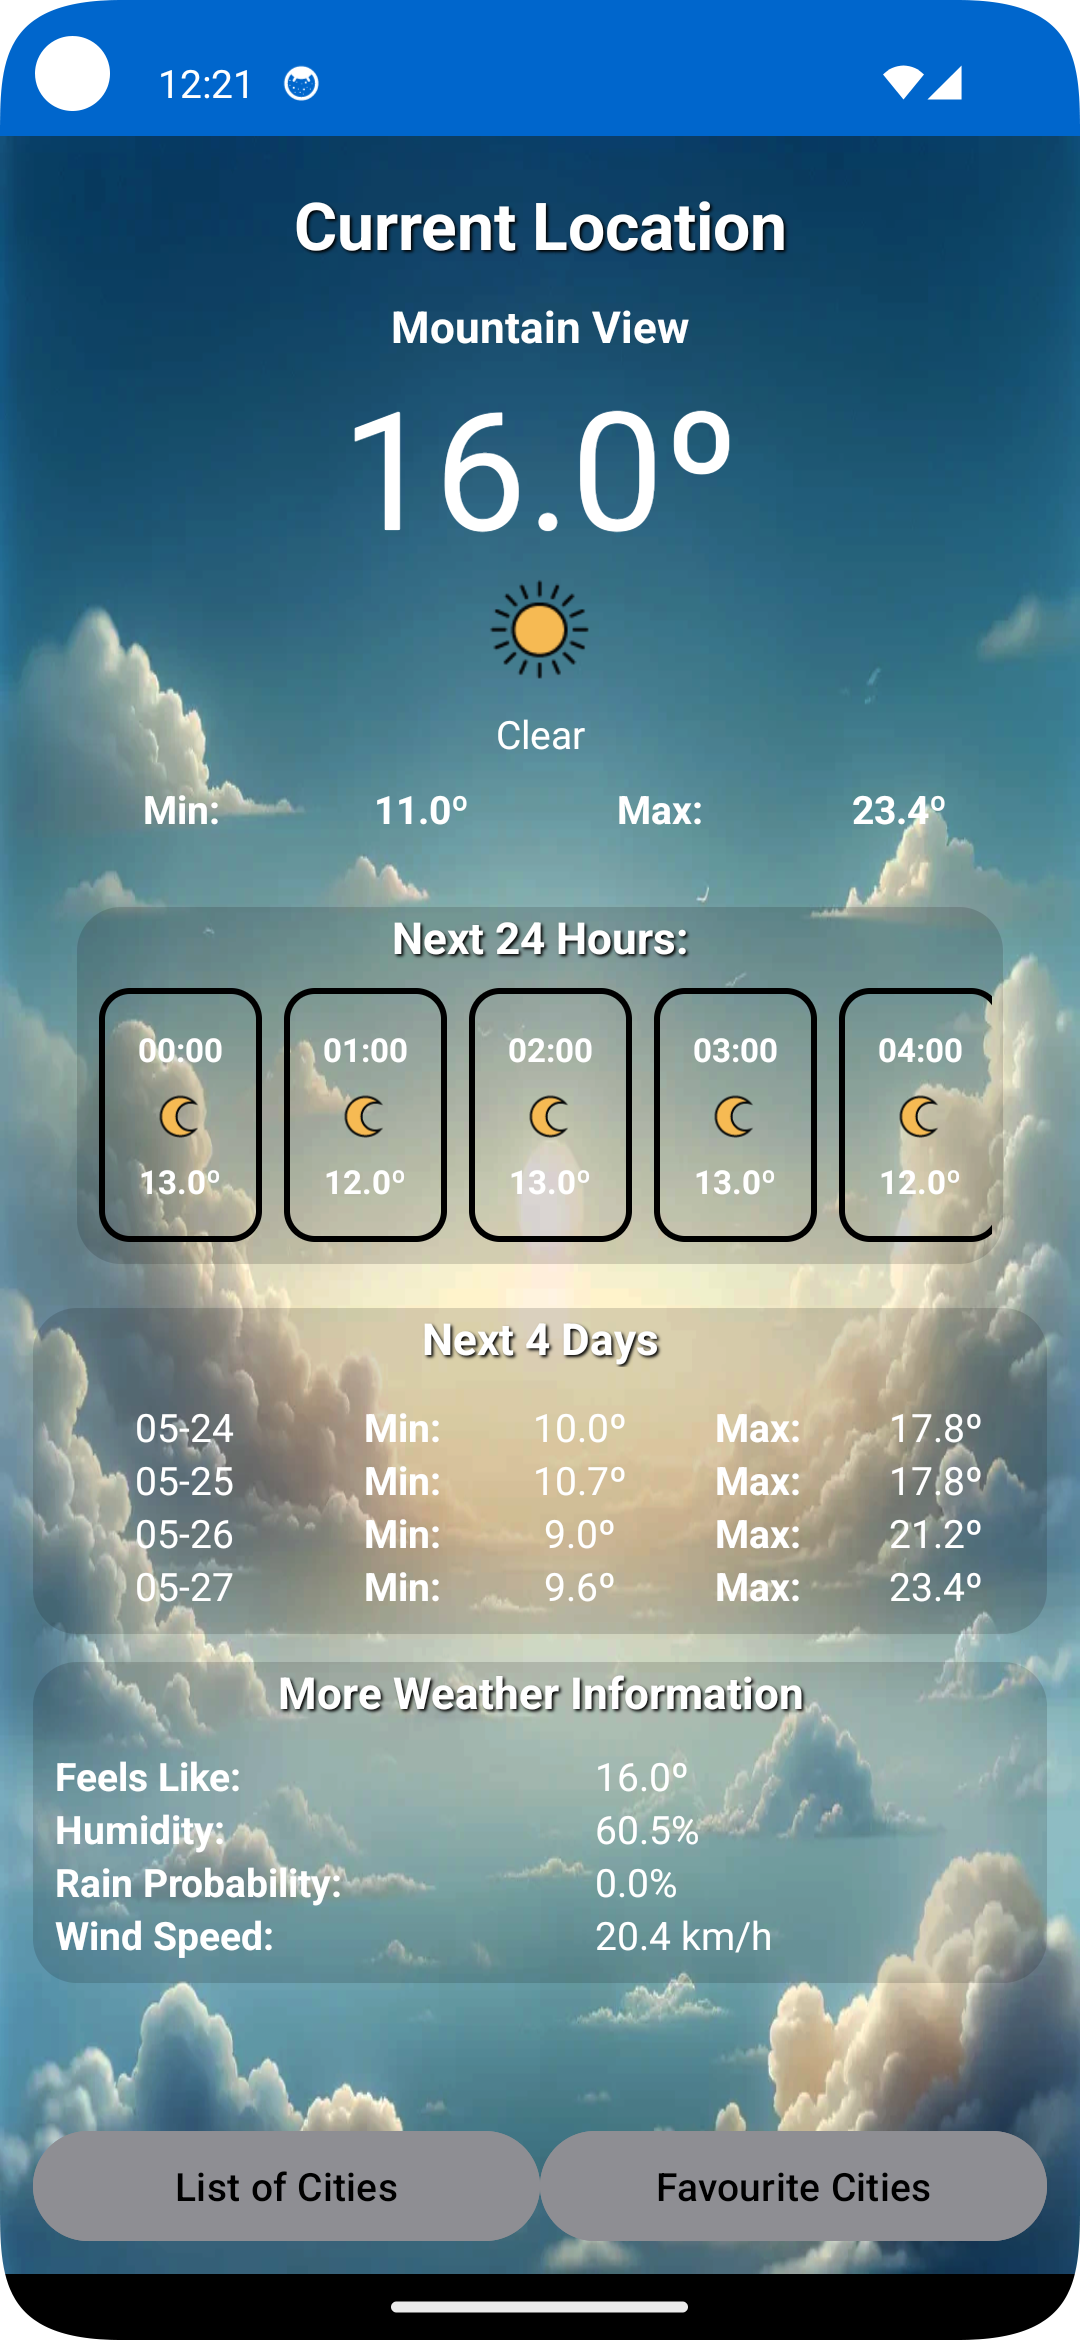 12:21
Current Location
Mountain View
16.0º
Clear
Min: 11.0º Max: 23.4º
Next 24 Hours:
00:00 01:00 02:00 03:00 04:00
13.0º 12.0º 13.0º 13.0º 12.0º
Next 4 Days
05-24 Min: 10.0º Max: 17.8º
05-25 Min: 10.7º Max: 17.8º
05-26 Min: 9.0º Max: 21.2º
05-27 Min: 9.6º Max: 23.4º
More Weather Information
Feels Like: 16.0º
Humidity: 60.5%
Rain Probability: 0.0%
Wind Speed: 20.4 km/h
List of Cities Favourite Cities